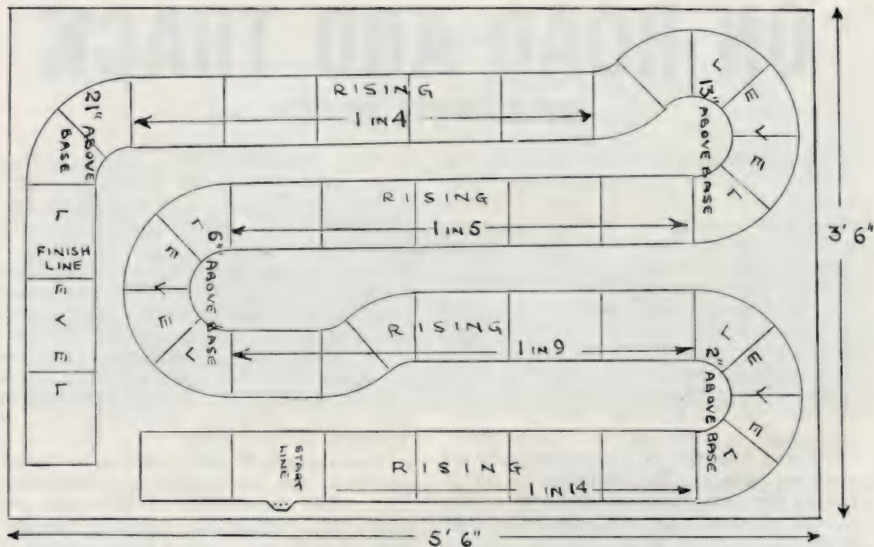 RISING
1 IN 4
21" ABOVE
BASE
LEVEL
FINISH
LINE
13" ABOVE BASE
LEVEL
RISING
1 IN 5
6" ABOVE BASE
LEVEL
3' 6"
RISING
1 IN 9
2" ABOVE BASE
LEVEL
START
LINE
RISING
1 IN 14
5' 6"